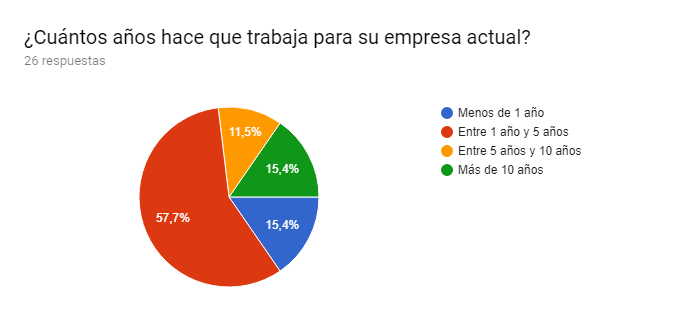 ¿Cuántos años hace que trabaja para su empresa actual?
26 respuestas
11,5%
15,4%
57,7%
15,4%
Menos de 1 año
Entre 1 año y 5 años
Entre 5 años y 10 años
Más de 10 años